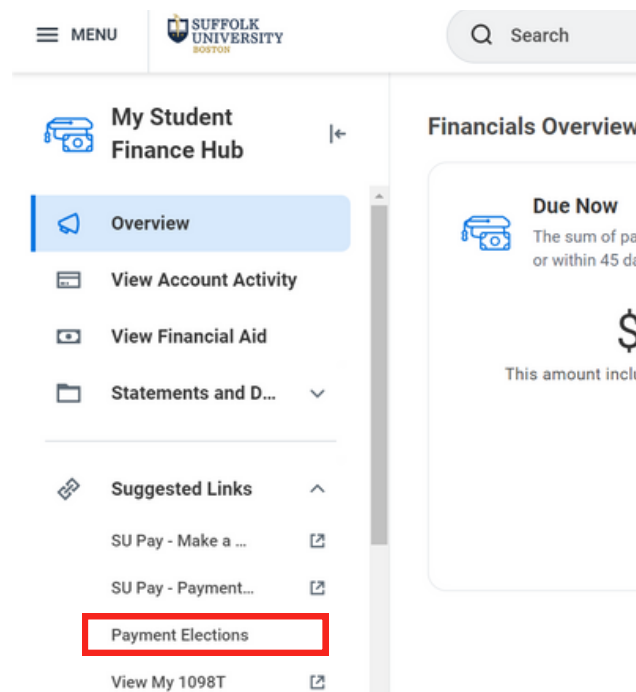 MENU
SUFFOLK
UNIVERSITY
BOSTON
Search
My Student
Finance Hub
Overview
View Account Activity
View Financial Aid
Statements and D...
Suggested Links
SU Pay - Make a ...
SU Pay - Payment...
Payment Elections
View My 1098T
Financials Overview
Due Now
The sum of pa
or within 45 da
$
This amount inclu